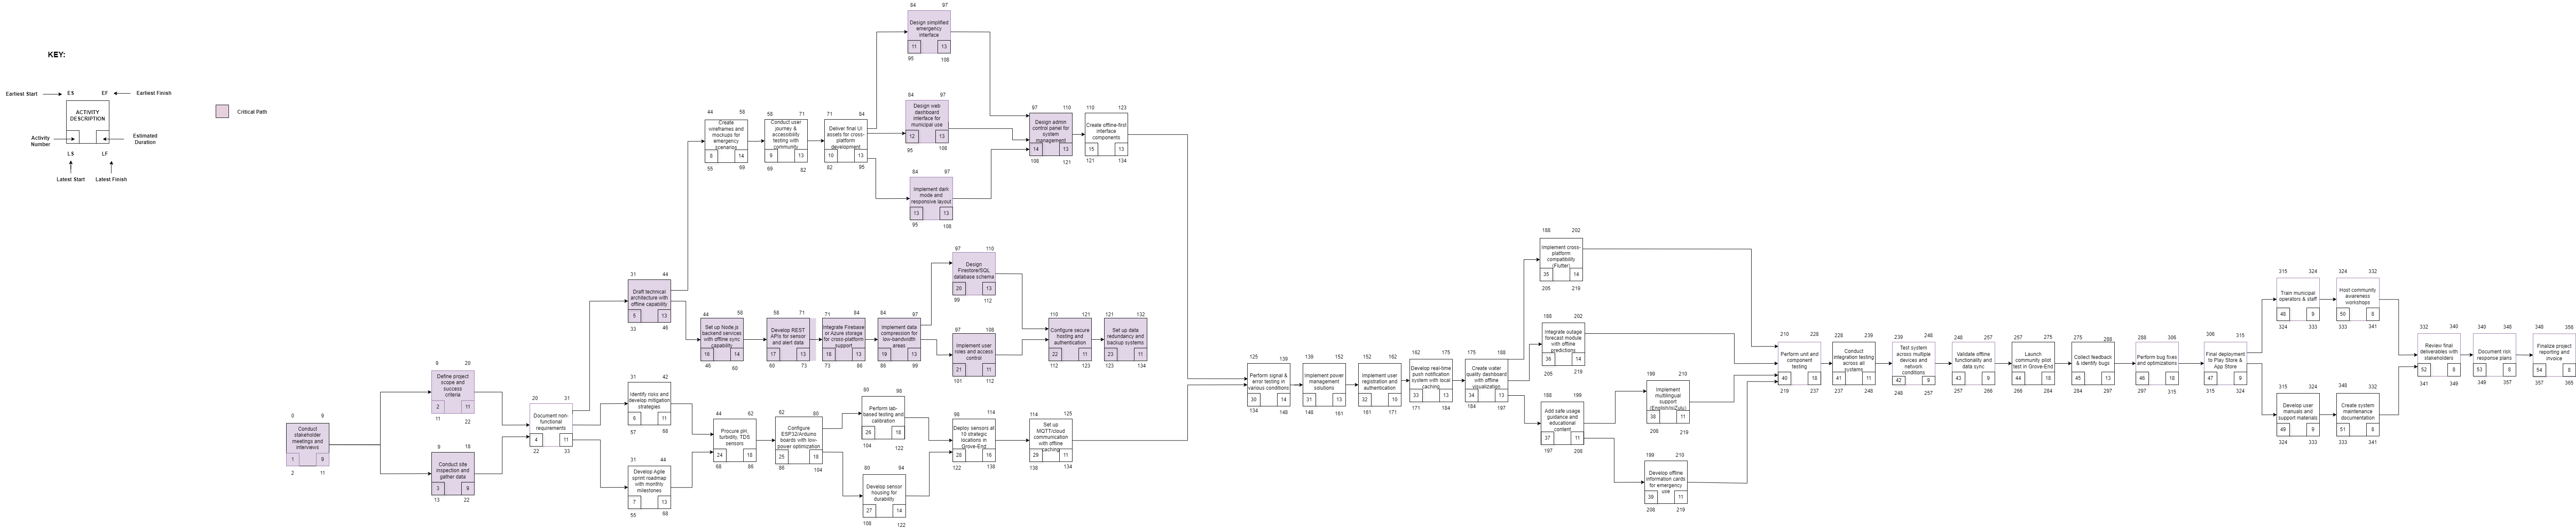 KEY:
Earliest Start
ES
EF
Earliest Finish
ACTIVITY
DESCRIPTION
Activity
Number
Estimated
Duration
LS
LF
Latest Start
Latest Finish
Critical Path
0 9
Conduct
stakeholder
meetings and
interviews
1 9
2 11
9 20
Define project
scope and
success
criteria
2 11
11 22
9 18
Conduct site
inspection and
gather data
3 9
13 22
20 31
Document non-
functional
requirements
4 11
22 33
31 44
Draft technical
architecture with
offline capability
5 13
33 46
31 42
Identify risks and
develop mitigation
strategies
6 11
57 68
31 44
Develop Agile
sprint roadmap
with monthly
milestones
7 13
55 68
44 58
Create
wireframes and
mockups for
emergency
scenarios
8 14
55 69
58 71
Conduct user
journey &
accessibility
testing with
community
9 13
69 82
71 84
Deliver final UI
assets for cross-
platform
development
10 13
82 95
84 97
Design simplified
emergency
interface
11 13
95 108
84 97
Design web
dashboard
interface for
municipal use
12 13
95 108
84 97
Implement dark
mode and
responsive layout
13 13
95 108
97 110
Design admin
control panel for
system
management
14 13
108 121
110 123
Create offline-first
interface
components
15 13
121 134
44 58
Set up Node.js
backend services
with offline sync
capability
16 14
46 60
58 71
Develop REST
APIs for sensor
and alert data
17 13
60 73
71 84
Integrate Firebase
or Azure storage
for cross-platform
support
18 13
73 86
84 97
Implement data
compression for
low-bandwidth
areas
19 13
86 99
97 110
Design
Firestore/SQL
database schema
20 13
99 112
97 108
Implement user
roles and access
control
21 11
101 112
110 121
Configure secure
hosting and
authentication
22 11
112 123
121 132
Set up data
redundancy and
backup systems
23 11
123 134
44 62
Procure pH,
turbidity, TDS
sensors
24 18
68 86
62 80
Configure
ESP32/Arduino
boards with low-
power optimization
25 18
86 104
80 98
Perform lab-
based testing and
calibration
26 18
104 122
80 94
Develop sensor
housing for
durability
27 14
108 122
98 114
Deploy sensors at
10 strategic
locations in
Grove-End
28 16
122 138
114 125
Set up
MQTT/cloud
communication
with offline
caching
29 11
138 134
125 139
Perform signal &
error testing in
various conditions
30 14
134 148
139 152
Implement power
management
solutions
31 13
148 161
152 162
Implement user
registration and
authentication
32 10
161 171
162 175
Develop real-time
push notification
system with local
caching
33 13
171 184
175 188
Create water
quality dashboard
with offline
visualization
34 13
184 197
188 202
Implement cross-
platform
compatibility
(Flutter)
35 14
205 219
188 202
Integrate outage
forecast module
with offline
predictions
36 14
205 219
188 199
Add safe usage
guidance and
educational
content
37 11
197 208
199 210
Implement
multilingual
support
(English/isiZulu)
38 11
208 219
199 210
Develop offline
information cards
for emergency
use
39 11
208 219
210 228
Perform unit and
component
testing
40 18
219 237
228 239
Conduct
integration testing
across all
systems
41 11
237 248
239 248
Test system
across multiple
devices and
network
conditions
42 9
248 257
248 257
Validate offline
functionality and
data sync
43 9
257 266
257 275
Launch
community pilot
test in Grove-End
44 18
266 284
275 288
Collect feedback
& identify bugs
45 13
284 297
288 306
Perform bug fixes
and optimizations
46 18
297 315
306 315
Final deployment
to Play Store &
App Store
47 9
315 324
315 324
Train municipal
operators & staff
48 9
324 333
315 324
Develop user
manuals and
support materials
49 9
324 333
324 332
Host community
awareness
workshops
50 8
333 341
348 332
Create system
maintenance
documentation
51 8
333 341
332 340
Review final
deliverables with
stakeholders
52 8
341 349
340 348
Document risk
response plans
53 8
349 357
348 356
Finalize project
reporting and
invoice
54 8
357 365